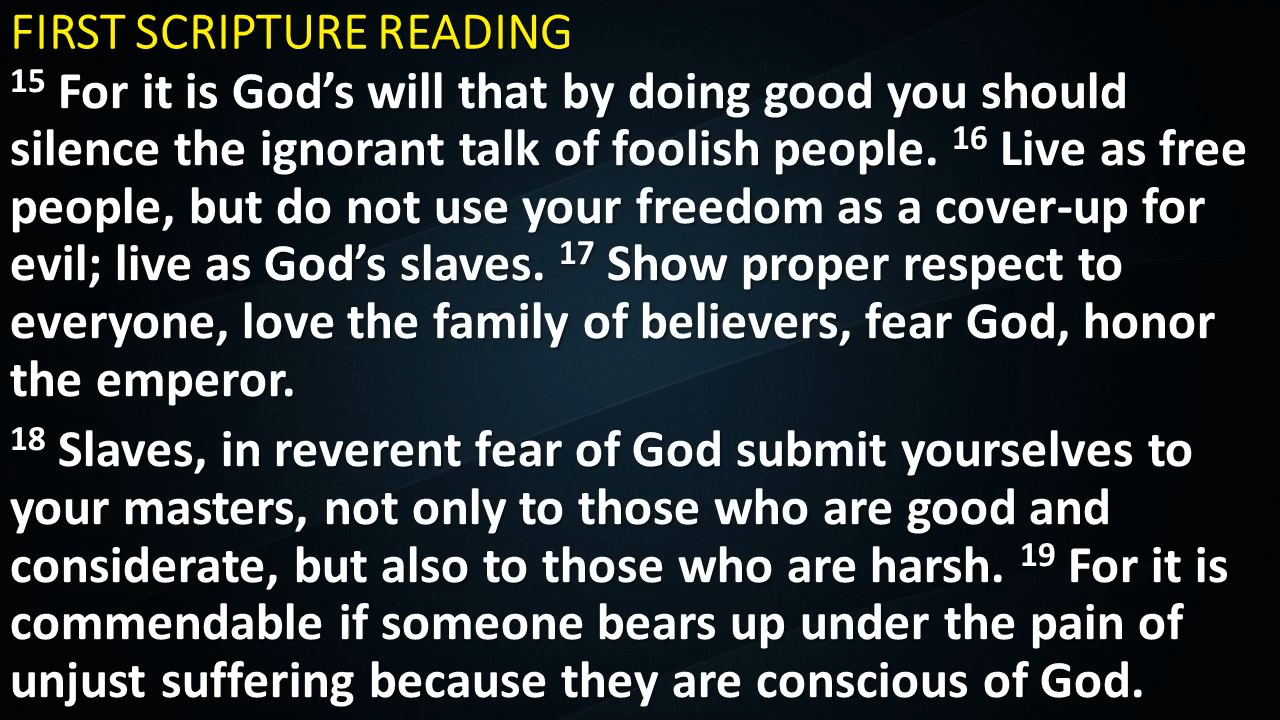 FIRST SCRIPTURE READING
15 For it is God’s will that by doing good you should
silence the ignorant talk of foolish people. 16 Live as free
people, but do not use your freedom as a cover-up for
evil; live as God’s slaves. 17 Show proper respect to
everyone, love the family of believers, fear God, honor
the emperor.
18 Slaves, in reverent fear of God submit yourselves to
your masters, not only to those who are good and
considerate, but also to those who are harsh. 19 For it is
commendable if someone bears up under the pain of
unjust suffering because they are conscious of God.